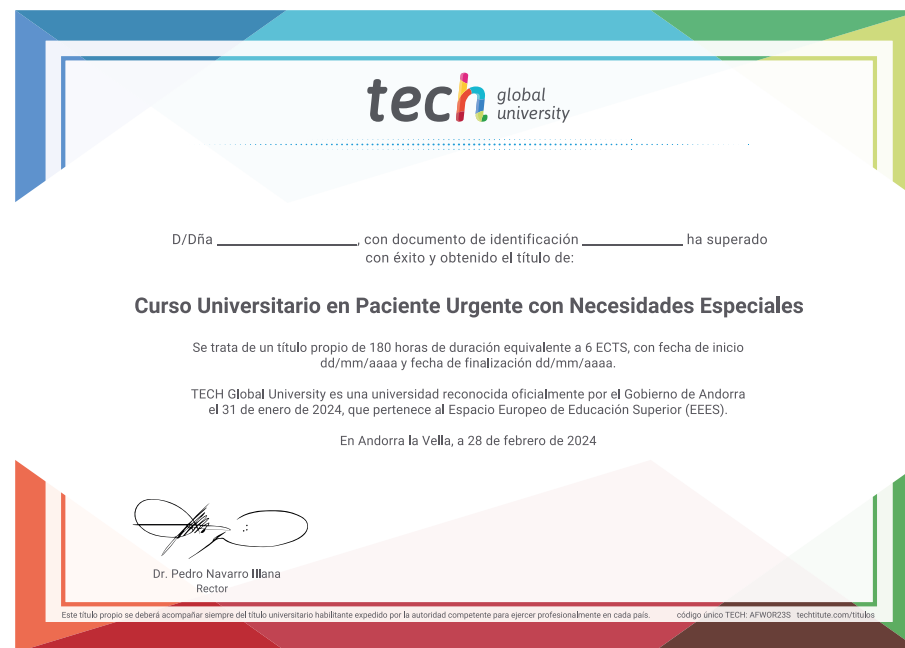 tech global
university
D/Dña ____________________, con documento de identificación ______________ ha superado
con éxito y obtenido el título de:
Curso Universitario en Paciente Urgente con Necesidades Especiales
Se trata de un título propio de 180 horas de duración equivalente a 6 ECTS, con fecha de inicio
dd/mm/aaaa y fecha de finalización dd/mm/aaaa.
TECH Global University es una universidad reconocida oficialmente por el Gobierno de Andorra
el 31 de enero de 2024, que pertenece al Espacio Europeo de Educación Superior (EEES).
En Andorra la Vella, a 28 de febrero de 2024
Dr. Pedro Navarro Illana
Rector
Este título propio se deberá acompañar siempre del título universitario habilitante expedido por la autoridad competente para ejercer profesionalmente en cada país. código único TECH: AFWOR23S techtitute.com/titulos